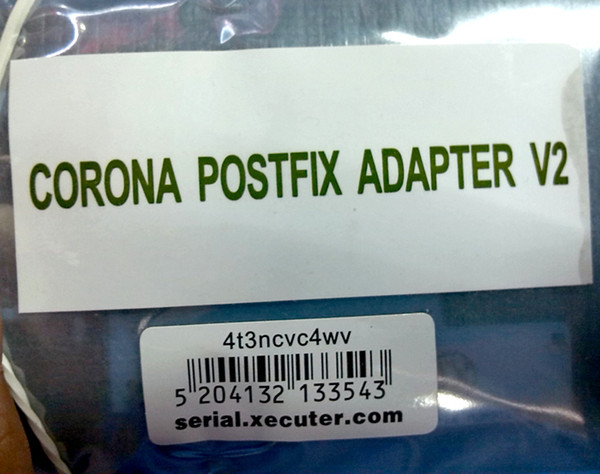 CORONA POSTFIX ADAPTER V2
4t3ncvc4wv
5 204132 133543
serial.xecuter.com